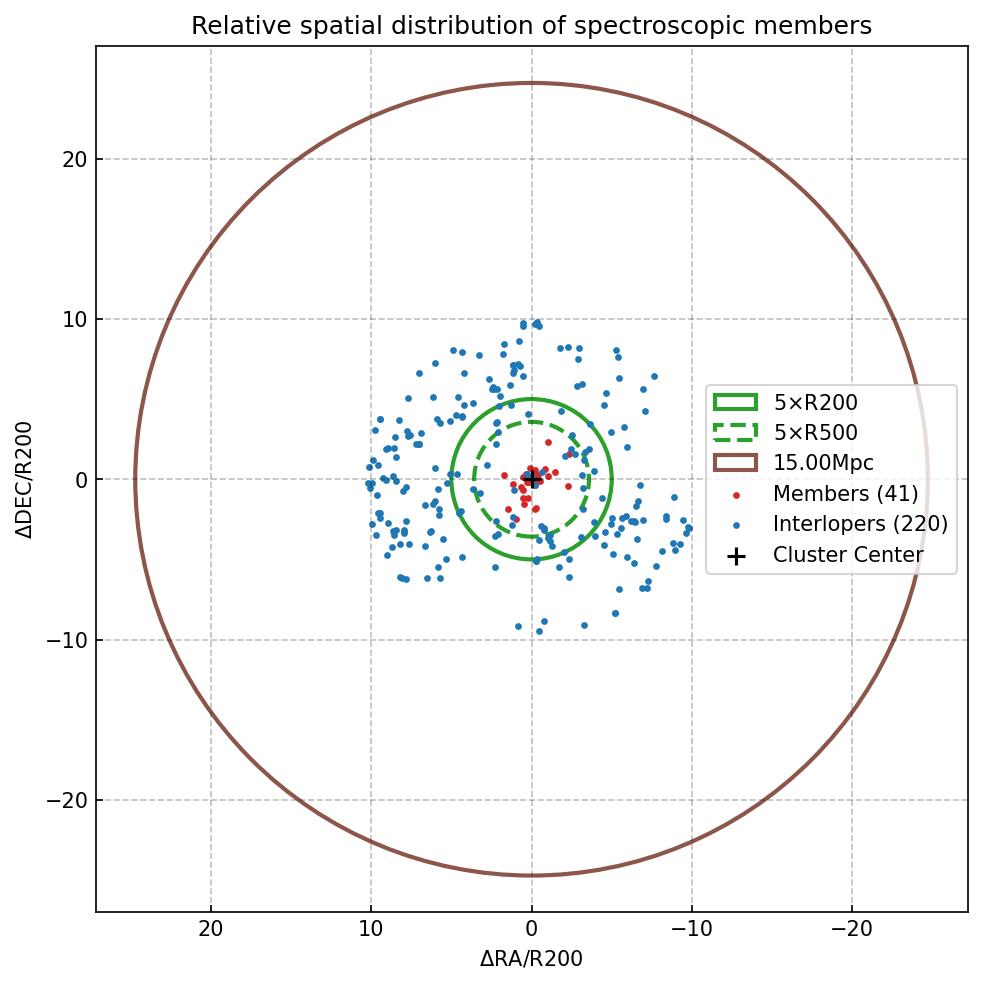 Relative spatial distribution of spectroscopic members
ΔDEC/R200
20
10
0
−10
−20
5×R200
5×R500
15.00Mpc
Members (41)
Interlopers (220)
Cluster Center
20
10
0
−10
−20
ΔRA/R200